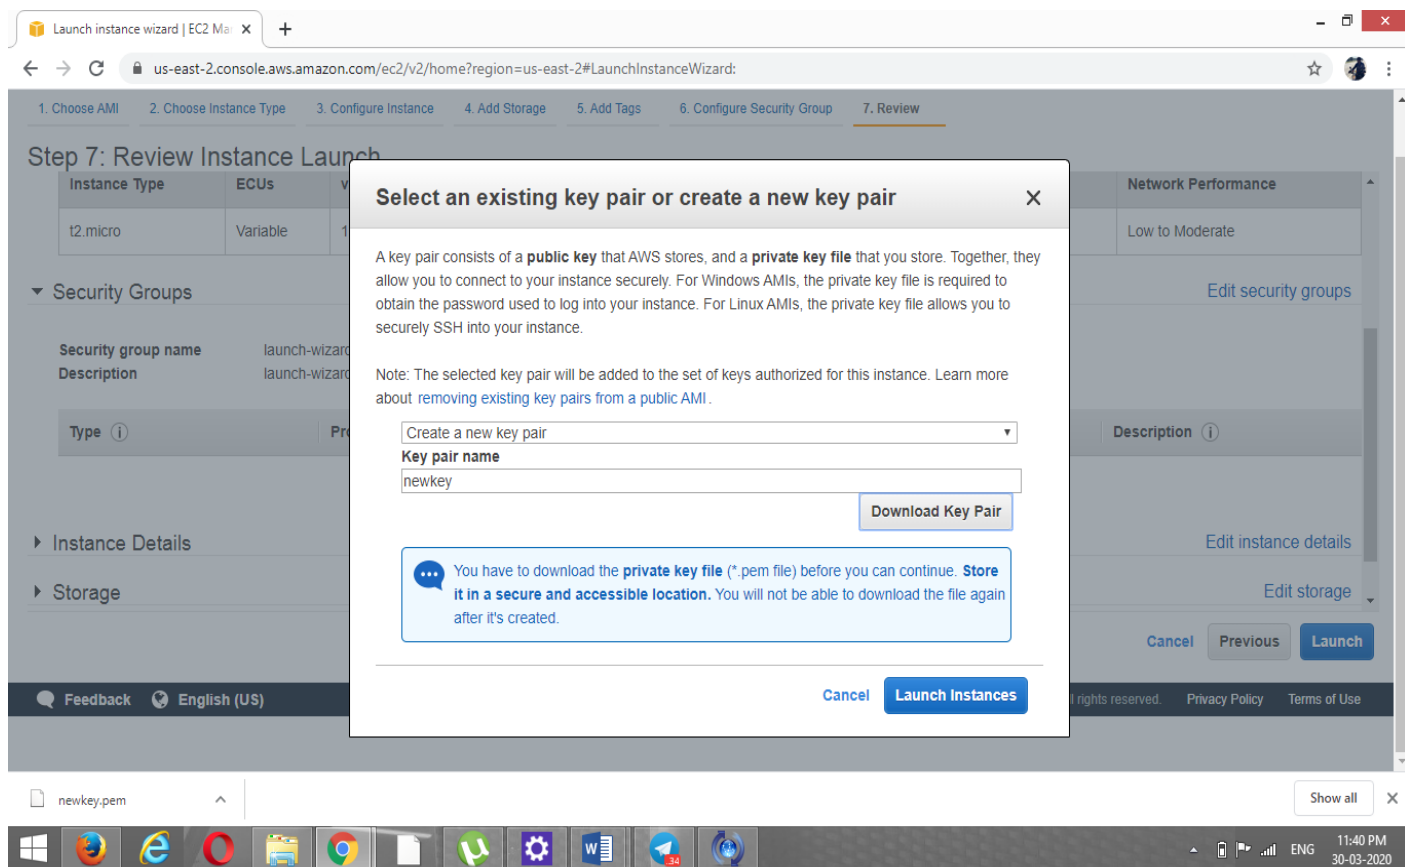 Launch instance wizard | EC2 Ma
us-east-2.console.aws.amazon.com/ec2/v2/home?region=us-east-2#LaunchInstanceWizard:
1. Choose AMI 2. Choose Instance Type 3. Configure Instance 4. Add Storage 5. Add Tags 6. Configure Security Group 7. Review
Step 7: Review Instance Launch
Instance Type ECUs v Network Performance
t2.micro Variable 1 Low to Moderate
Security Groups Edit security groups
Security group name launch-wizard
Description launch-wizard
Type Pro Description
Instance Details Edit instance details
Storage Edit storage
Cancel Previous Launch
Select an existing key pair or create a new key pair
A key pair consists of a public key that AWS stores, and a private key file that you store. Together, they
allow you to connect to your instance securely. For Windows AMIs, the private key file is required to
obtain the password used to log into your instance. For Linux AMIs, the private key file allows you to
securely SSH into your instance.
Note: The selected key pair will be added to the set of keys authorized for this instance. Learn more
about removing existing key pairs from a public AMI.
Create a new key pair
Key pair name
newkey
Download Key Pair
You have to download the private key file (*.pem file) before you can continue. Store
it in a secure and accessible location. You will not be able to download the file again
after it's created.
Cancel Launch Instances
Feedback English (US) ll rights reserved. Privacy Policy Terms of Use
newkey.pem Show all
34
ENG 11:40 PM
30-03-2020